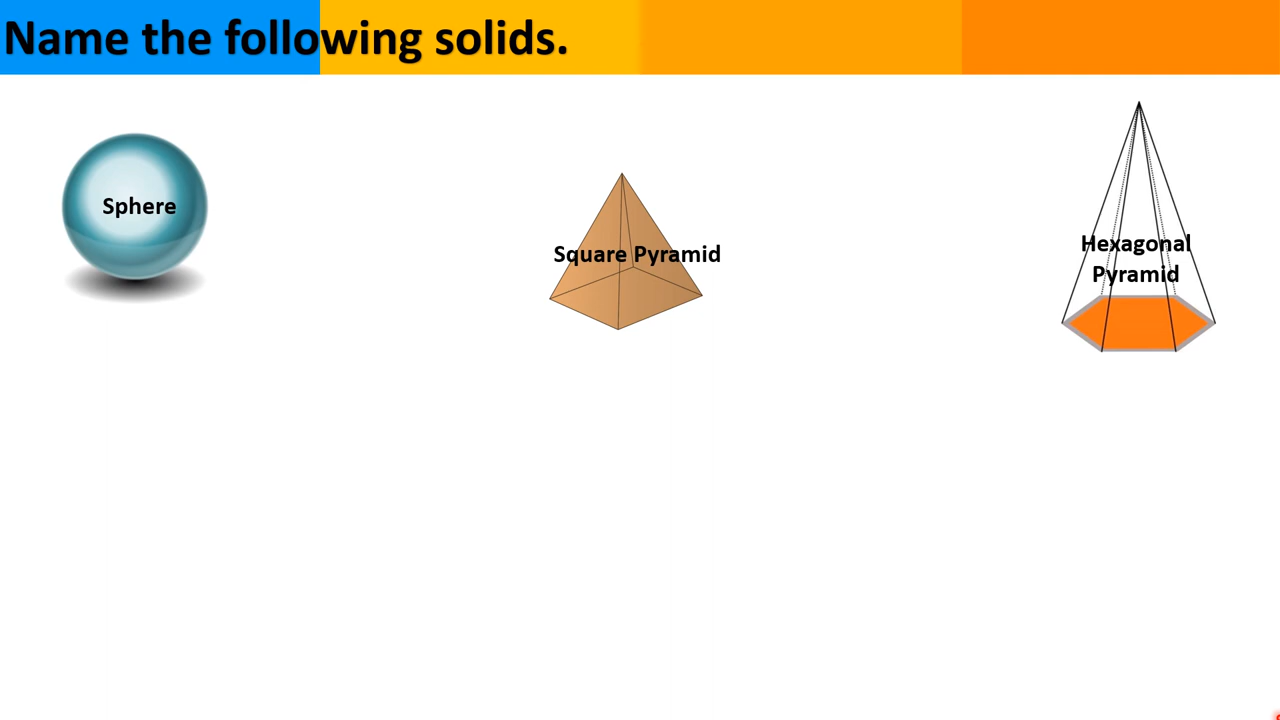 Name the following solids.
Sphere
Square Pyramid
Hexagonal
Pyramid